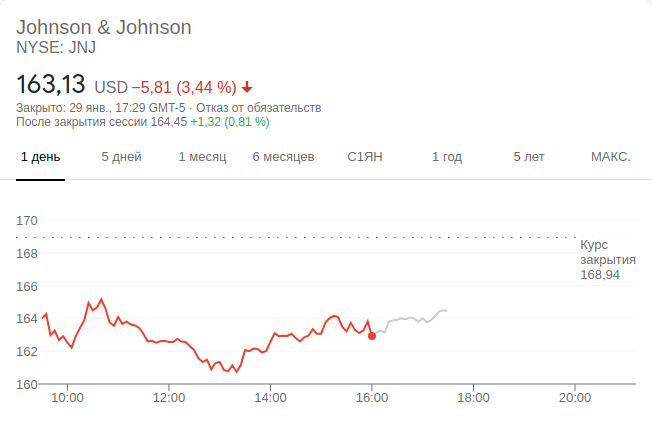 Johnson & Johnson
NYSE: JNJ
163,13 USD −5,81 (3,44 %)
Закрыто: 29 янв., 17:29 GMT-5 · Отказ от обязательств
После закрытия сессии 164,45 +1,32 (0,81 %)
1 день 5 дней 1 месяц 6 месяцев С1ЯН 1 год 5 лет МАКС.
170
168
166
164
162
160
Курс
закрытия
168,94
10:00 12:00 14:00 16:00 18:00 20:00